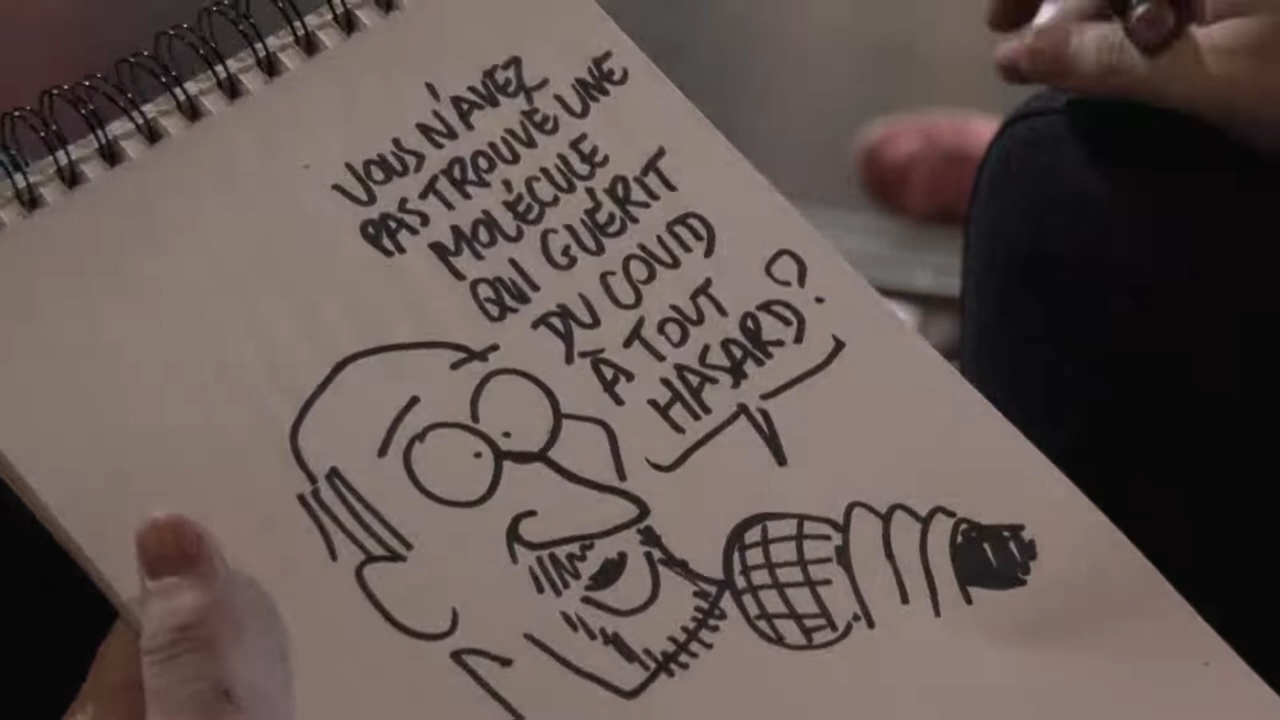 VOUS N'AVEZ
PAS TROUVÉ UNE
MOLÉCULE
QUI GUÉRIT
DU COVID
À TOUT
HASARD?